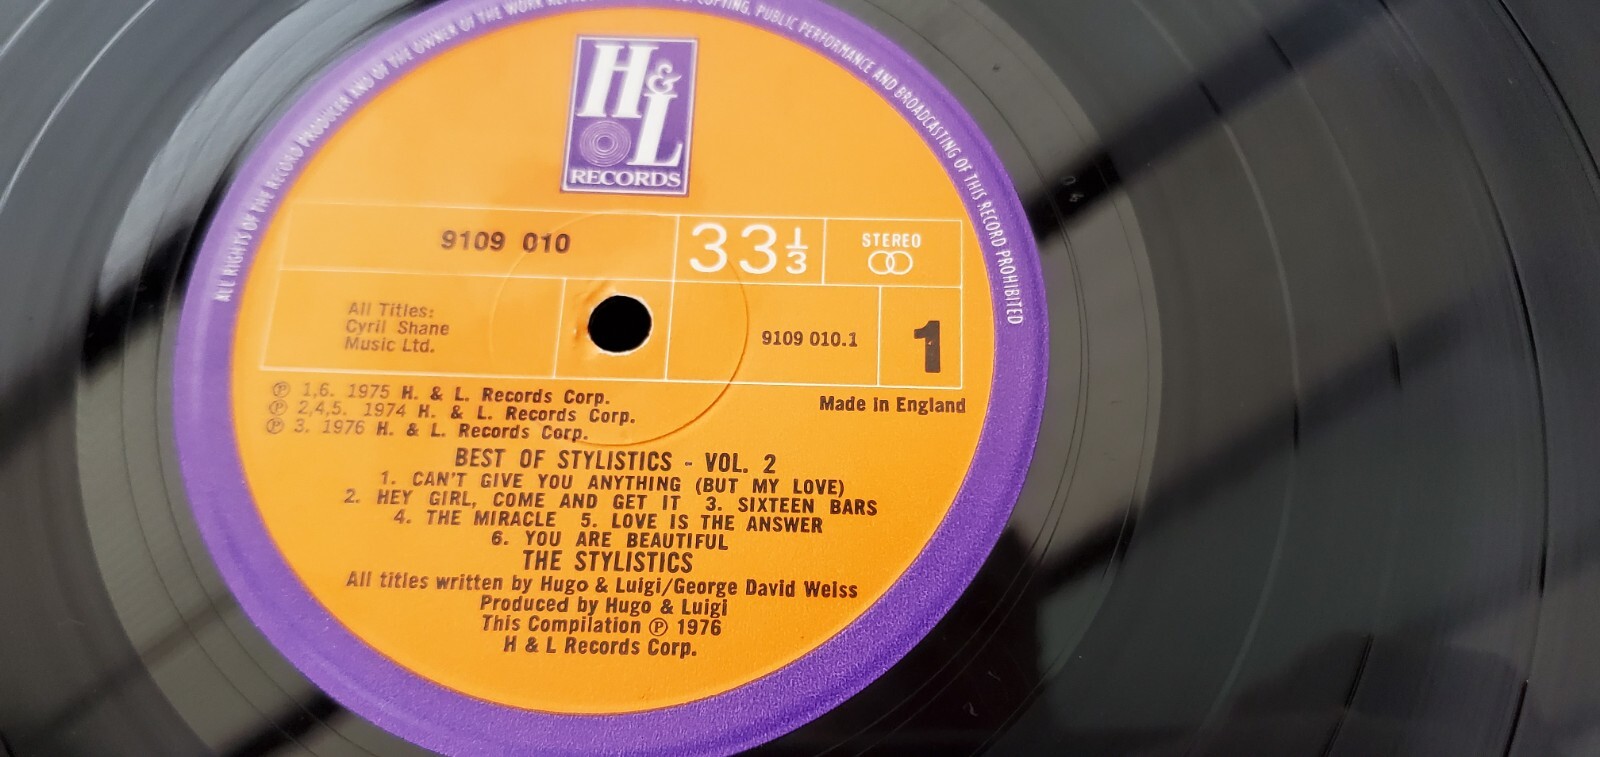 ALL RIGHTS OF THE RECORD PRODUCER AND OF THE OWNER OF THE WORK
COPYING, PUBLIC PERFORMANCE AND BROADCASTING OF THIS RECORD PROHIBITED
H&L
RECORDS
9109 010
33 1/3
STEREO
All Titles:
Cyril Shane
Music Ltd.
9109 010.1
1
Made in England
℗ 1,6. 1975 H. & L. Records Corp.
℗ 2,4,5. 1974 H. & L. Records Corp.
℗ 3. 1976 H. & L. Records Corp.
BEST OF STYLISTICS - VOL. 2
1. CAN'T GIVE YOU ANYTHING (BUT MY LOVE)
2. HEY GIRL, COME AND GET IT 3. SIXTEEN BARS
4. THE MIRACLE 5. LOVE IS THE ANSWER
6. YOU ARE BEAUTIFUL
THE STYLISTICS
All titles written by Hugo & Luigi/George David Weiss
Produced by Hugo & Luigi
This Compilation ℗ 1976
H & L Records Corp.